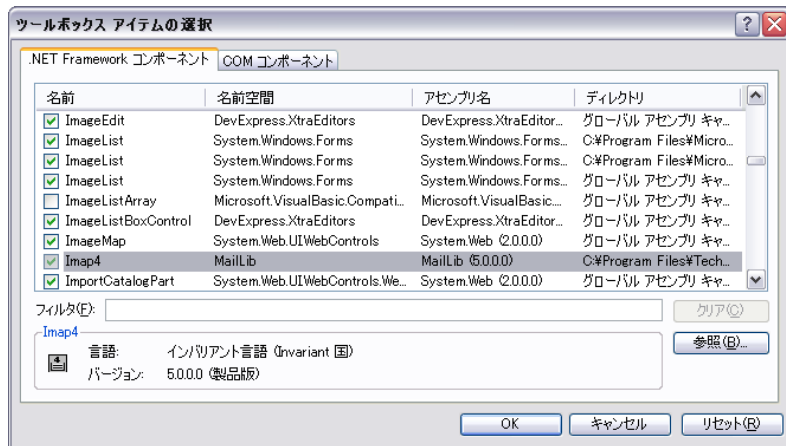 ツールボックス アイテムの選択
.NET Framework コンポーネント COM コンポーネント
名前 名前空間 アセンブリ名 ディレクトリ
ImageEdit DevExpress.XtraEditors DevExpress.XtraEditor... グローバル アセンブリ キャ...
ImageList System.Windows.Forms System.Windows.Forms... C:¥Program Files¥Micro...
ImageList System.Windows.Forms System.Windows.Forms... C:¥Program Files¥Micro...
ImageList System.Windows.Forms System.Windows.Forms... グローバル アセンブリ キャ...
ImageListArray Microsoft.VisualBasic.Compati... Microsoft.VisualBasic.... グローバル アセンブリ キャ...
ImageListBoxControl DevExpress.XtraEditors DevExpress.XtraEditor... グローバル アセンブリ キャ...
ImageMap System.Web.UI.WebControls System.Web (2.0.0.0) グローバル アセンブリ キャ...
Imap4 MailLib MailLib (5.0.0.0) C:¥Program Files¥Tech...
ImportCatalogPart System.Web.UI.WebControls.We... System.Web (2.0.0.0) グローバル アセンブリ キャ...
フィルタ(F): クリア(C)
Imap4
言語: インバリアント言語 (Invariant 国) 参照(B)...
バージョン: 5.0.0.0 (製品版)
OK キャンセル リセット(R)